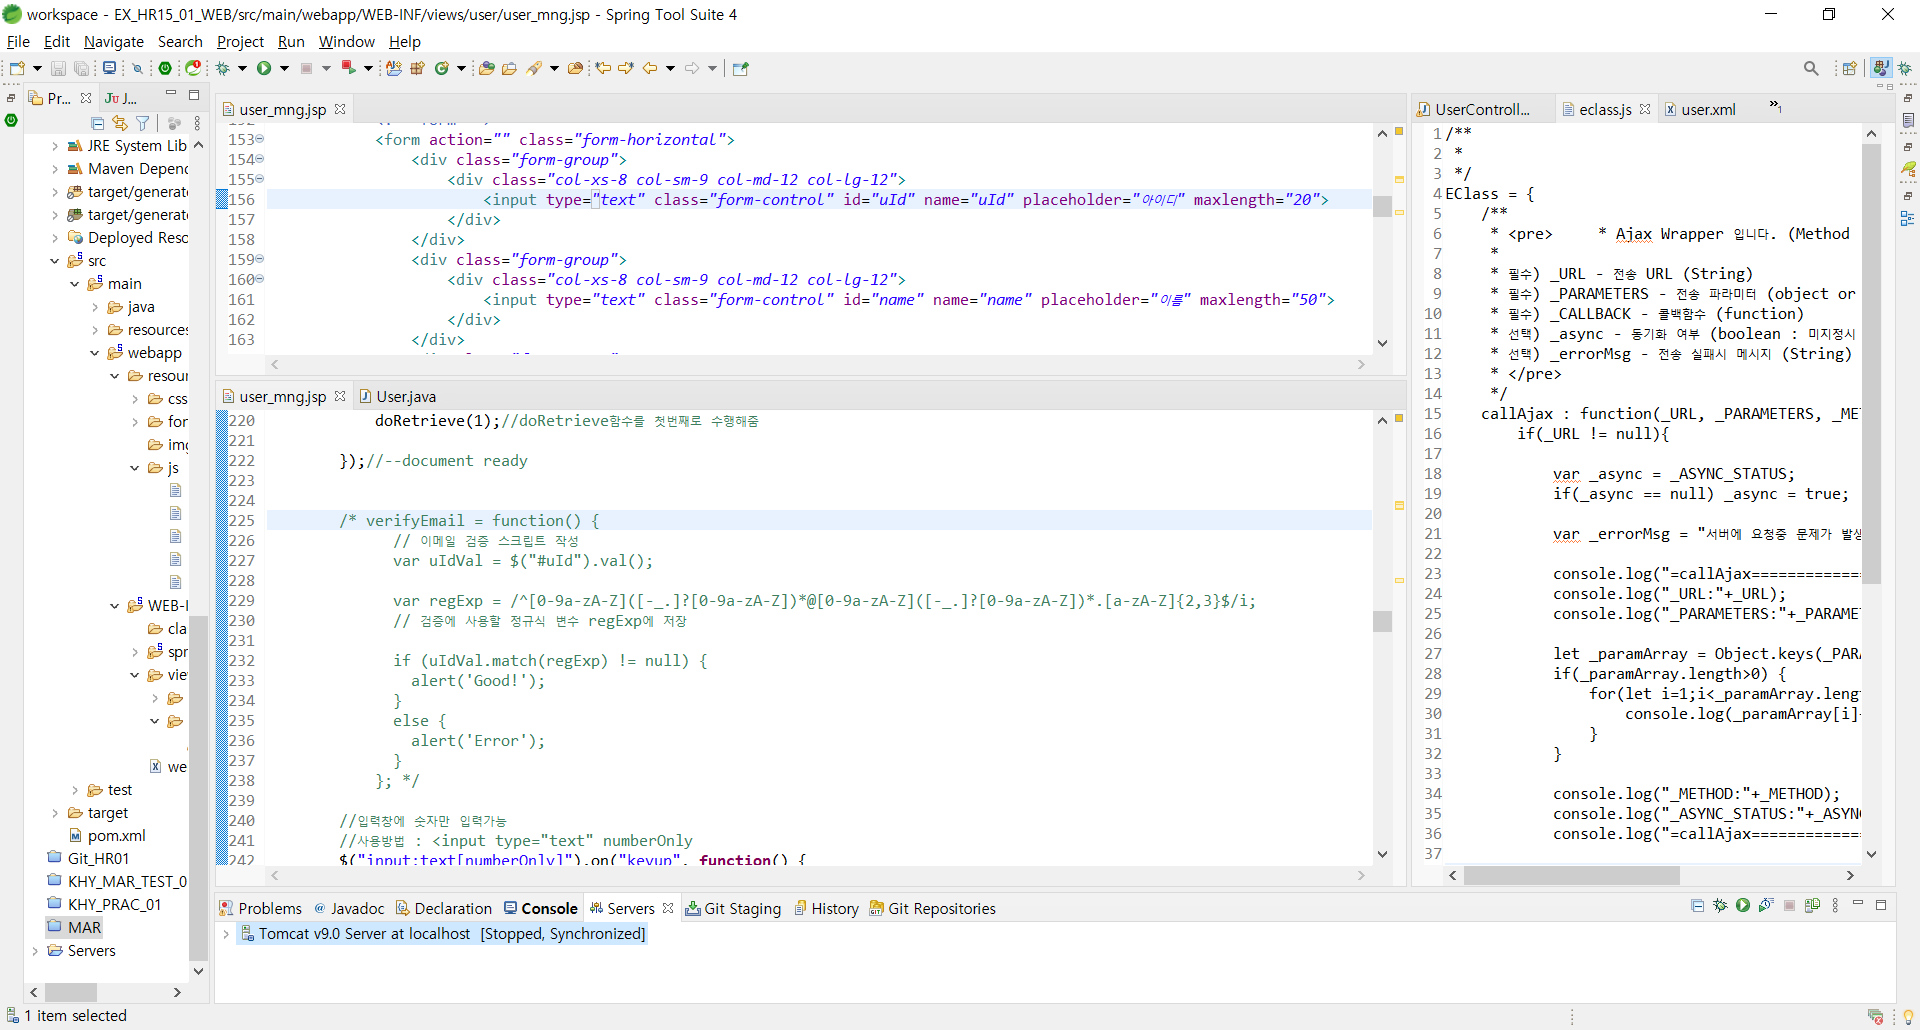 workspace - EX_HR15_01_WEB/src/main/webapp/WEB-INF/views/user/user_mng.jsp - Spring Tool Suite 4
File Edit Navigate Search Project Run Window Help
Pr... J...
JRE System Lib
Maven Depend
target/generate
target/generate
Deployed Reso
src
main
java
resources
webapp
resour
css
for
img
js
WEB-I
cla
spr
vie
we
test
target
pom.xml
Git_HR01
KHY_MAR_TEST_0
KHY_PRAC_01
MAR
Servers
user_mng.jsp
153 <form action="" class="form-horizontal">
154 <div class="form-group">
155 <div class="col-xs-8 col-sm-9 col-md-12 col-lg-12">
156 <input type="text" class="form-control" id="uId" name="uId" placeholder="아이디" maxlength="20">
157 </div>
158 </div>
159 <div class="form-group">
160 <div class="col-xs-8 col-sm-9 col-md-12 col-lg-12">
161 <input type="text" class="form-control" id="name" name="name" placeholder="이름" maxlength="50">
162 </div>
163 </div>
user_mng.jsp User.java
220 doRetrieve(1);//doRetrieve함수를 첫번째로 수행해줌
221
222 });//--document ready
223
224
225 /* verifyEmail = function() {
226 // 이메일 검증 스크립트 작성
227 var uIdVal = $("#uId").val();
228
229 var regExp = /^[0-9a-zA-Z]([-_.]?[0-9a-zA-Z])*@[0-9a-zA-Z]([-_.]?[0-9a-zA-Z])*.[a-zA-Z]{2,3}$/i;
230 // 검증에 사용할 정규식 변수 regExp에 저장
231
232 if (uIdVal.match(regExp) != null) {
233 alert('Good!');
234 }
235 else {
236 alert('Error');
237 }
238 }; */
239
240 //입력창에 숫자만 입력가능
241 //사용방법 : <input type="text" numberOnly
242 $("input:text[numberOnly]").on("keyup", function() {
UserControll... eclass.js user.xml »1
1 /**
2 *
3 */
4 EClass = {
5 /**
6 * <pre> * Ajax Wrapper 입니다. (Method
7 *
8 * 필수) _URL - 전송 URL (String)
9 * 필수) _PARAMETERS - 전송 파라미터 (object or
10 * 필수) _CALLBACK - 콜백함수 (function)
11 * 선택) _async - 동기화 여부 (boolean : 미지정시
12 * 선택) _errorMsg - 전송 실패시 메시지 (String)
13 * </pre>
14 */
15 callAjax : function(_URL, _PARAMETERS, _ME
16 if(_URL != null){
17
18 var _async = _ASYNC_STATUS;
19 if(_async == null) _async = true;
20
21 var _errorMsg = "서버에 요청중 문제가 발생
22
23 console.log("=callAjax============
24 console.log("_URL:"+_URL);
25 console.log("_PARAMETERS:"+_PARAME
26
27 let _paramArray = Object.keys(_PAR
28 if(_paramArray.length>0) {
29 for(let i=1;i<_paramArray.leng
30 console.log(_paramArray[i]
31 }
32 }
33
34 console.log("_METHOD:"+_METHOD);
35 console.log("_ASYNC_STATUS:"+_ASYN
36 console.log("=callAjax============
37
Problems Javadoc Declaration Console Servers Git Staging History Git Repositories
Tomcat v9.0 Server at localhost [Stopped, Synchronized]
1 item selected